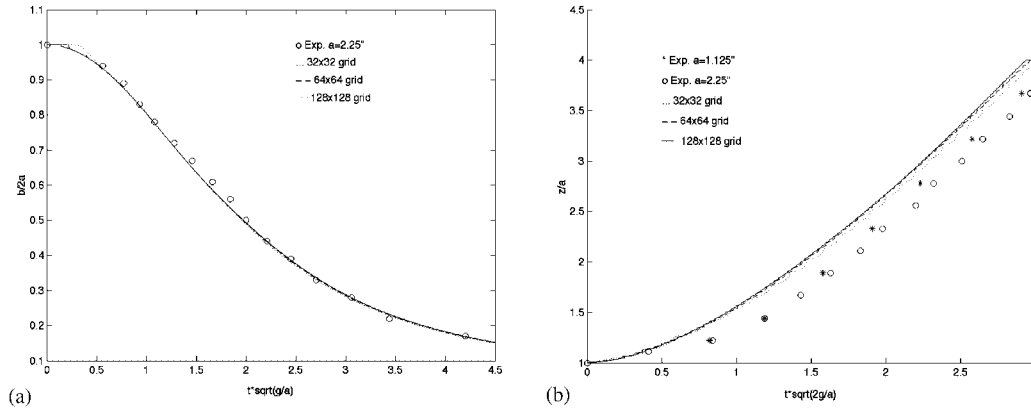 1.1
1
0.9
0.8
0.7
0.6
0.5
0.4
0.3
0.2
0.1
b/2a
Exp. a=2.25"
32x32 grid
64x64 grid
128x128 grid
0 0.5 1 1.5 2 2.5 3 3.5 4 4.5
t*sqrt(g/a)
(a)
4.5
4
3.5
3
2.5
2
1.5
1
0.5
z/a
* Exp. a=1.125"
Exp. a=2.25"
32x32 grid
64x64 grid
128x128 grid
0 0.5 1 1.5 2 2.5
t*sqrt(2g/a)
(b)